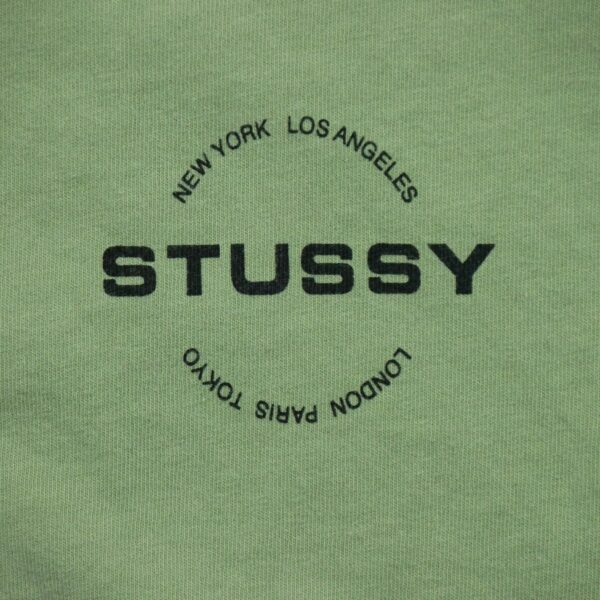 NEW YORK LOS ANGELES
STUSSY
LONDON PARIS TOKYO